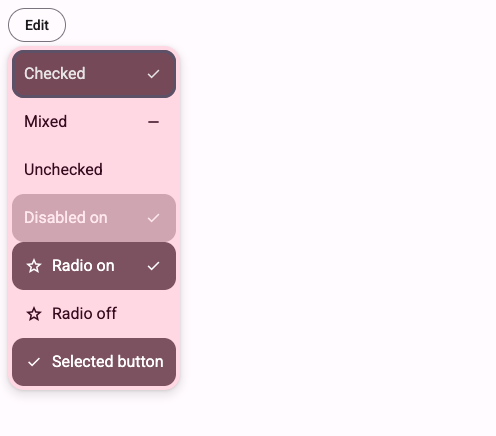 Edit
Checked
Mixed
Unchecked
Disabled on
Radio on
Radio off
Selected button